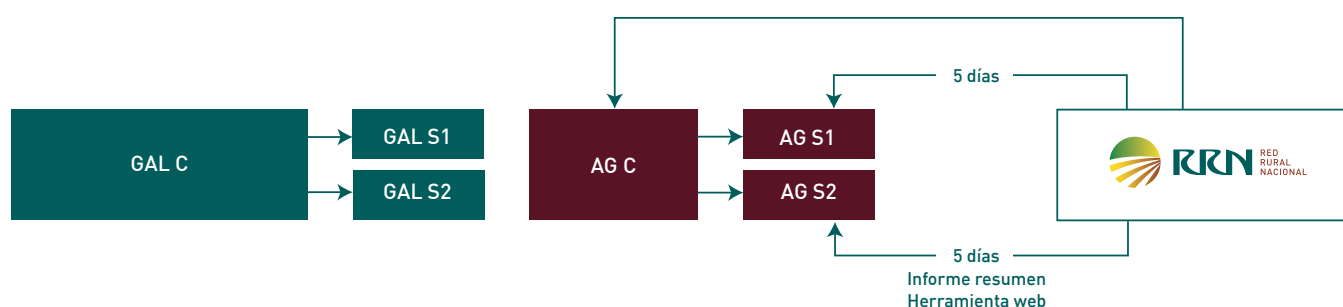 5 días
GAL C
GAL S1
GAL S2
AG C
AG S1
AG S2
RRN
RED
RURAL
NACIONAL
5 días
Informe resumen
Herramienta web